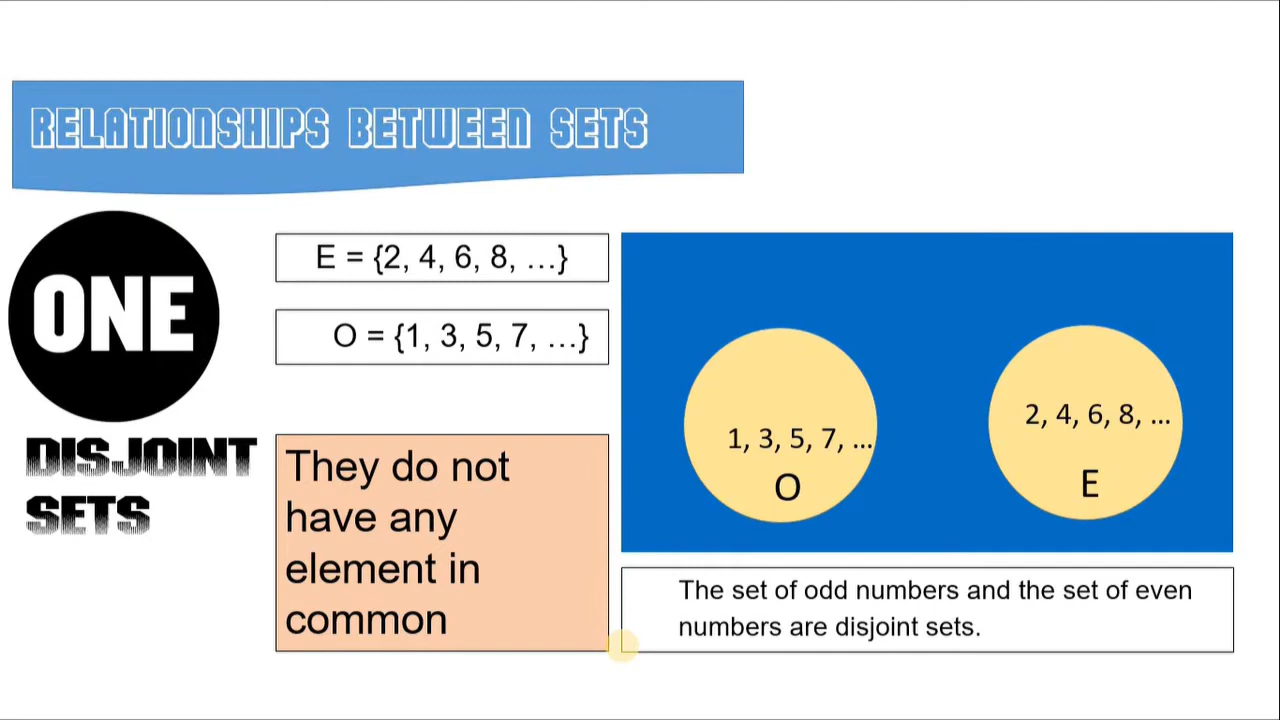 RELATIONSHIPS BETWEEN SETS
ONE
DISJOINT
SETS
E = {2, 4, 6, 8, …}
O = {1, 3, 5, 7, …}
They do not
have any
element in
common
1, 3, 5, 7, …
O
2, 4, 6, 8, …
E
The set of odd numbers and the set of even
numbers are disjoint sets.